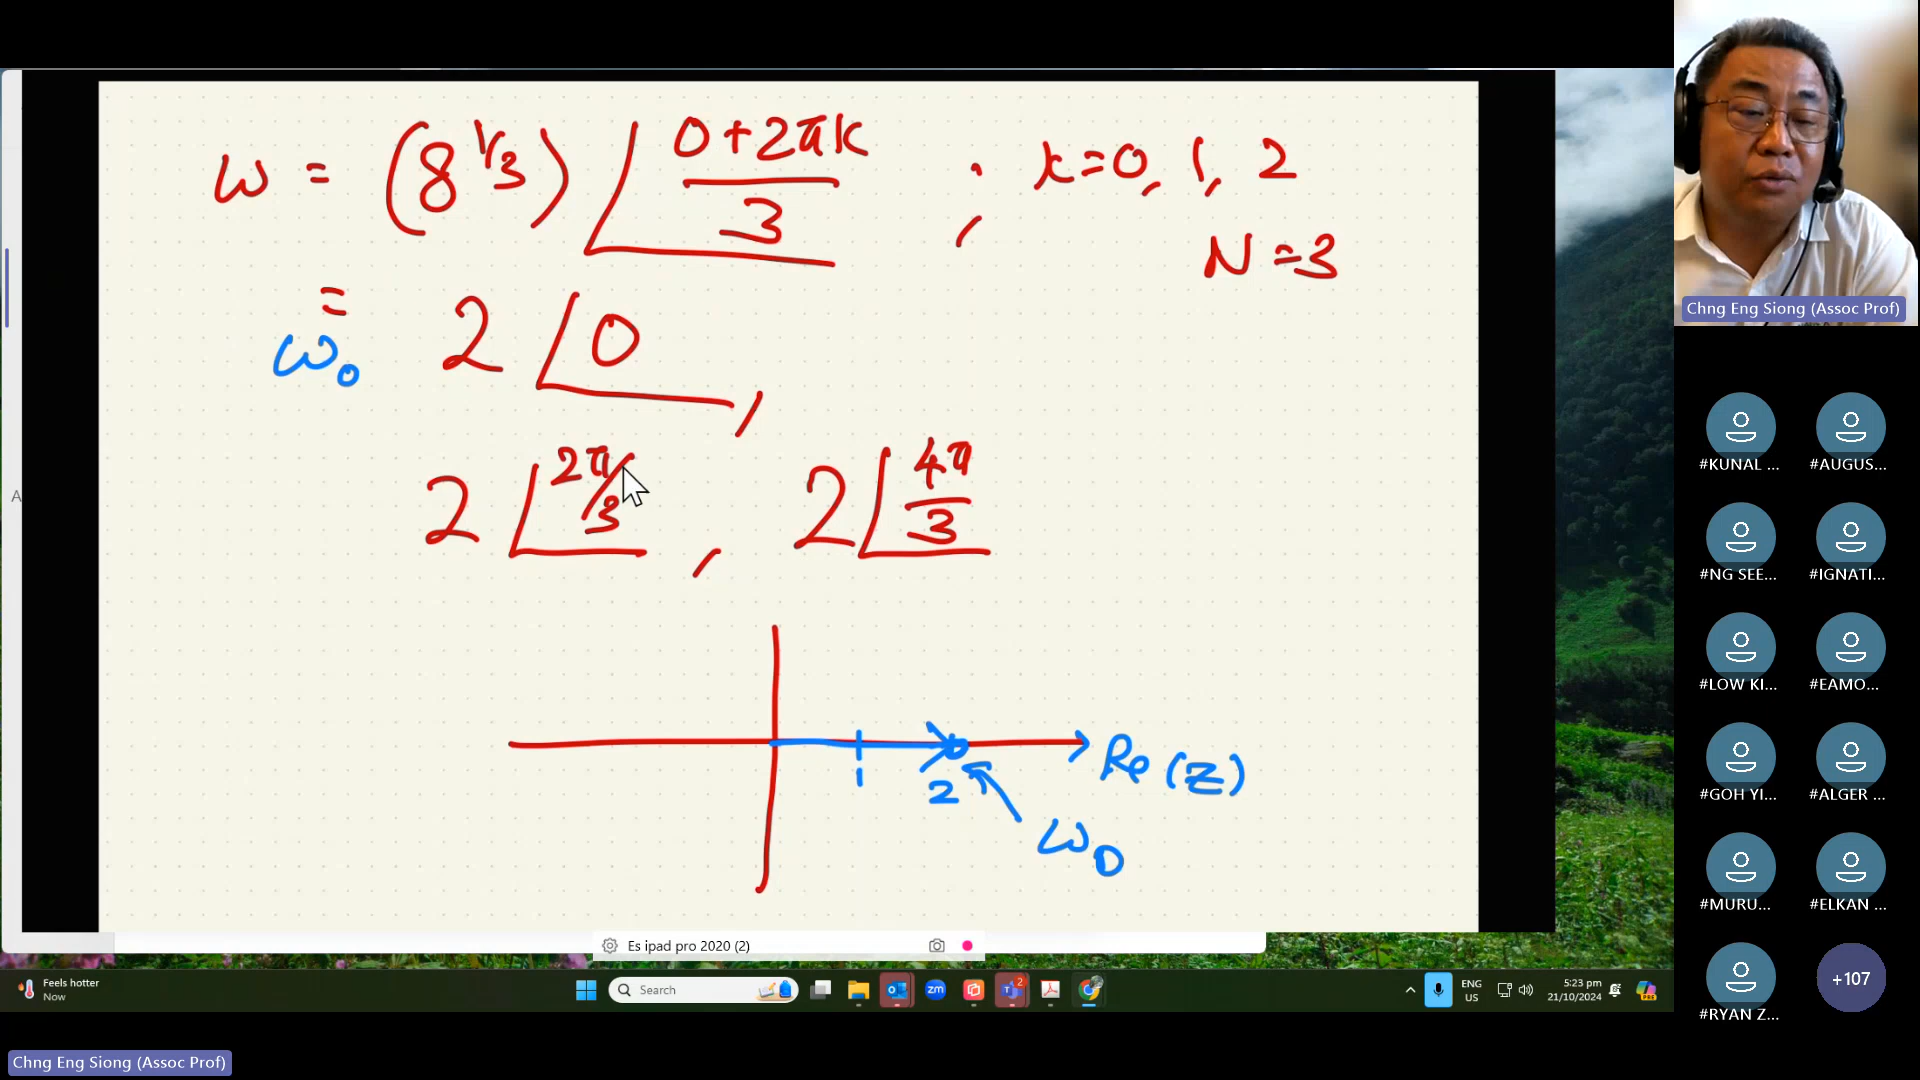 ω = (8^1/3) ∠ 0+2πk / 3 ; k=0, 1, 2
N=3
=
ω₀ 2 ∠0 ,
2 ∠2π/3 , 2 ∠4π/3
1
2
Re(z)
ω₀
A
Es ipad pro 2020 (2)
Feels hotter
Now
Search
zm
2
ENG
US
5:23 pm
21/10/2024
PRE
Chng Eng Siong (Assoc Prof)
Chng Eng Siong (Assoc Prof)
#KUNAL ...
#AUGUS...
#NG SEE...
#IGNATI...
#LOW KI...
#EAMO...
#GOH YI...
#ALGER ...
#MURU...
#ELKAN ...
#RYAN Z...
+107